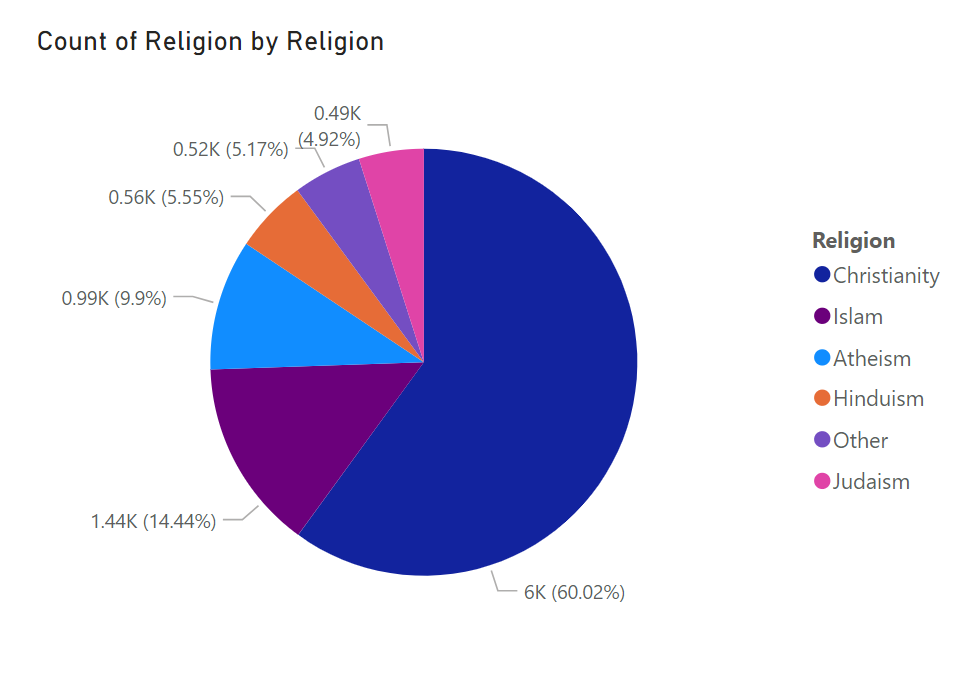 Count of Religion by Religion
0.49K
(4.92%)
0.52K (5.17%)
0.56K (5.55%)
0.99K (9.9%)
1.44K (14.44%)
6K (60.02%)
Religion
Christianity
Islam
Atheism
Hinduism
Other
Judaism